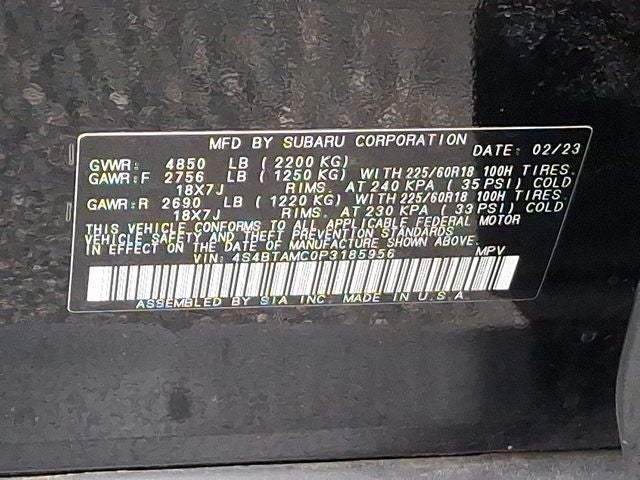 MFD BY SUBARU CORPORATION DATE: 02/23
GVWR: 4850 LB (2200 KG)
GAWR:F 2756 LB (1250 KG) WITH 225/60R18 100H TIRES.
18X7J RIMS. AT 240 KPA (35 PSI) COLD
GAWR:R 2690 LB (1220 KG) WITH 225/60R18 100H TIRES.
18X7J RIMS. AT 230 KPA (33 PSI) COLD
THIS VEHICLE CONFORMS TO ALL APPLICABLE FEDERAL MOTOR
VEHICLE SAFETY AND THEFT PREVENTION STANDARDS
IN EFFECT ON THE DATE OF MANUFACTURE SHOWN ABOVE.
VIN: 4S4BTAMC0P3185956 MPV
ASSEMBLED BY SIA INC. MADE IN U.S.A